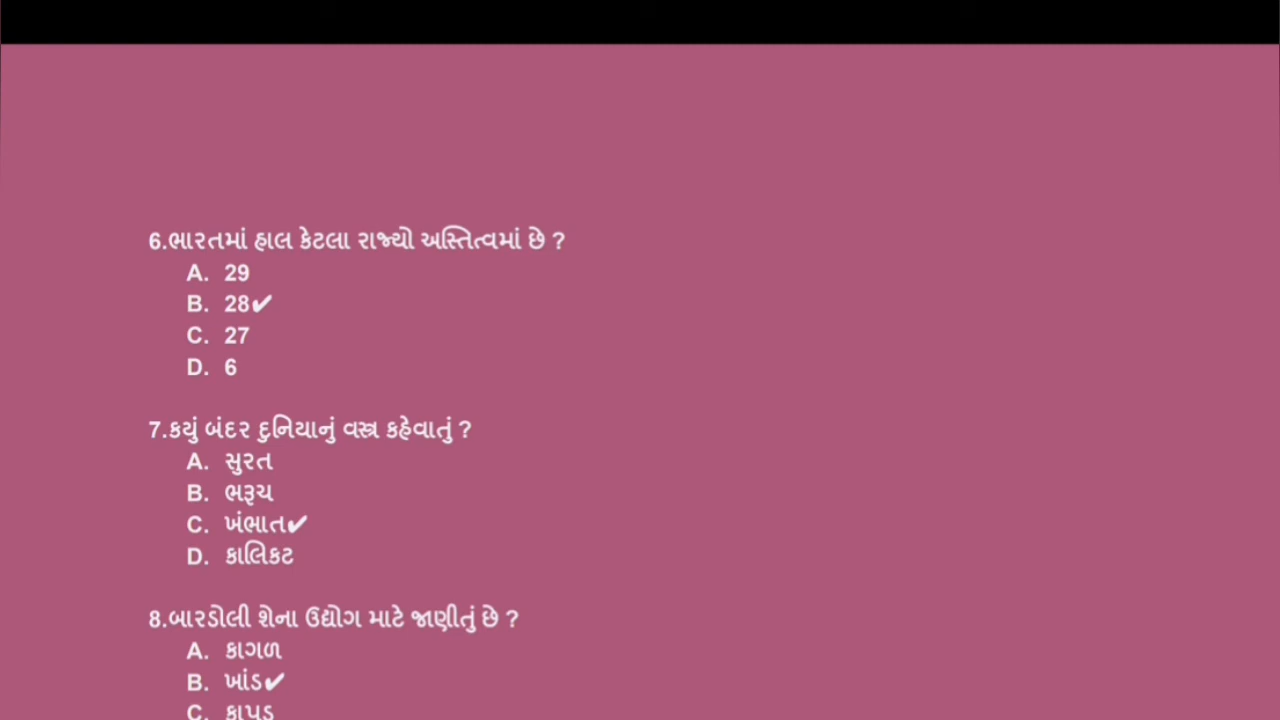 6.ભારતમાં હાલ કેટલા રાજ્યો અસ્તિત્વમાં છે ?
A. 29
B. 28✔
C. 27
D. 6
7.કયું બંદર દુનિયાનું વસ્ત્ર કહેવાતું ?
A. સુરત
B. ભરૂચ
C. ખંભાત✔
D. કાલિકટ
8.બારડોલી શેના ઉદ્યોગ માટે જાણીતું છે ?
A. કાગળ
B. ખાંડ✔
C. કાપડ